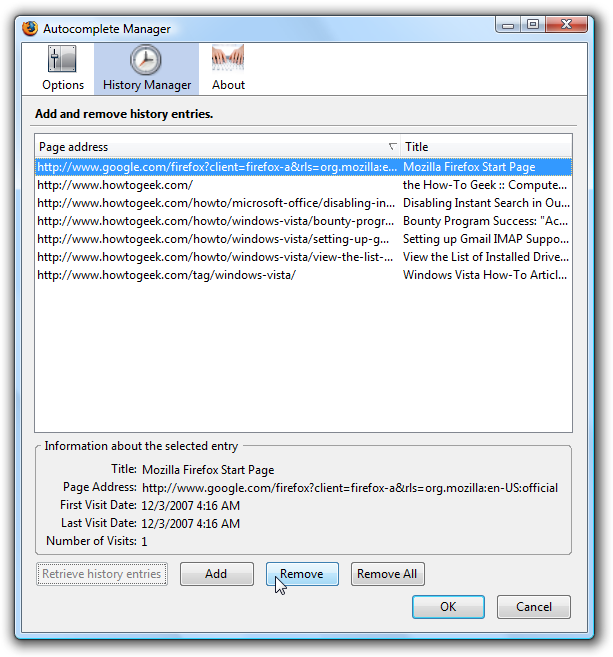 Autocomplete Manager
Options History Manager About
Add and remove history entries.
Page address Title
http://www.google.com/firefox?client=firefox-a&rls=org.mozilla:e... Mozilla Firefox Start Page
http://www.howtogeek.com/ the How-To Geek :: Compute...
http://www.howtogeek.com/howto/microsoft-office/disabling-in... Disabling Instant Search in Ou...
http://www.howtogeek.com/howto/windows-vista/bounty-progr... Bounty Program Success: "Ac...
http://www.howtogeek.com/howto/windows-vista/setting-up-g... Setting up Gmail IMAP Suppo...
http://www.howtogeek.com/howto/windows-vista/view-the-list-... View the List of Installed Drive...
http://www.howtogeek.com/tag/windows-vista/ Windows Vista How-To Articl...
Information about the selected entry
Title: Mozilla Firefox Start Page
Page Address: http://www.google.com/firefox?client=firefox-a&rls=org.mozilla:en-US:official
First Visit Date: 12/3/2007 4:16 AM
Last Visit Date: 12/3/2007 4:16 AM
Number of Visits: 1
Retrieve history entries Add Remove Remove All
OK Cancel